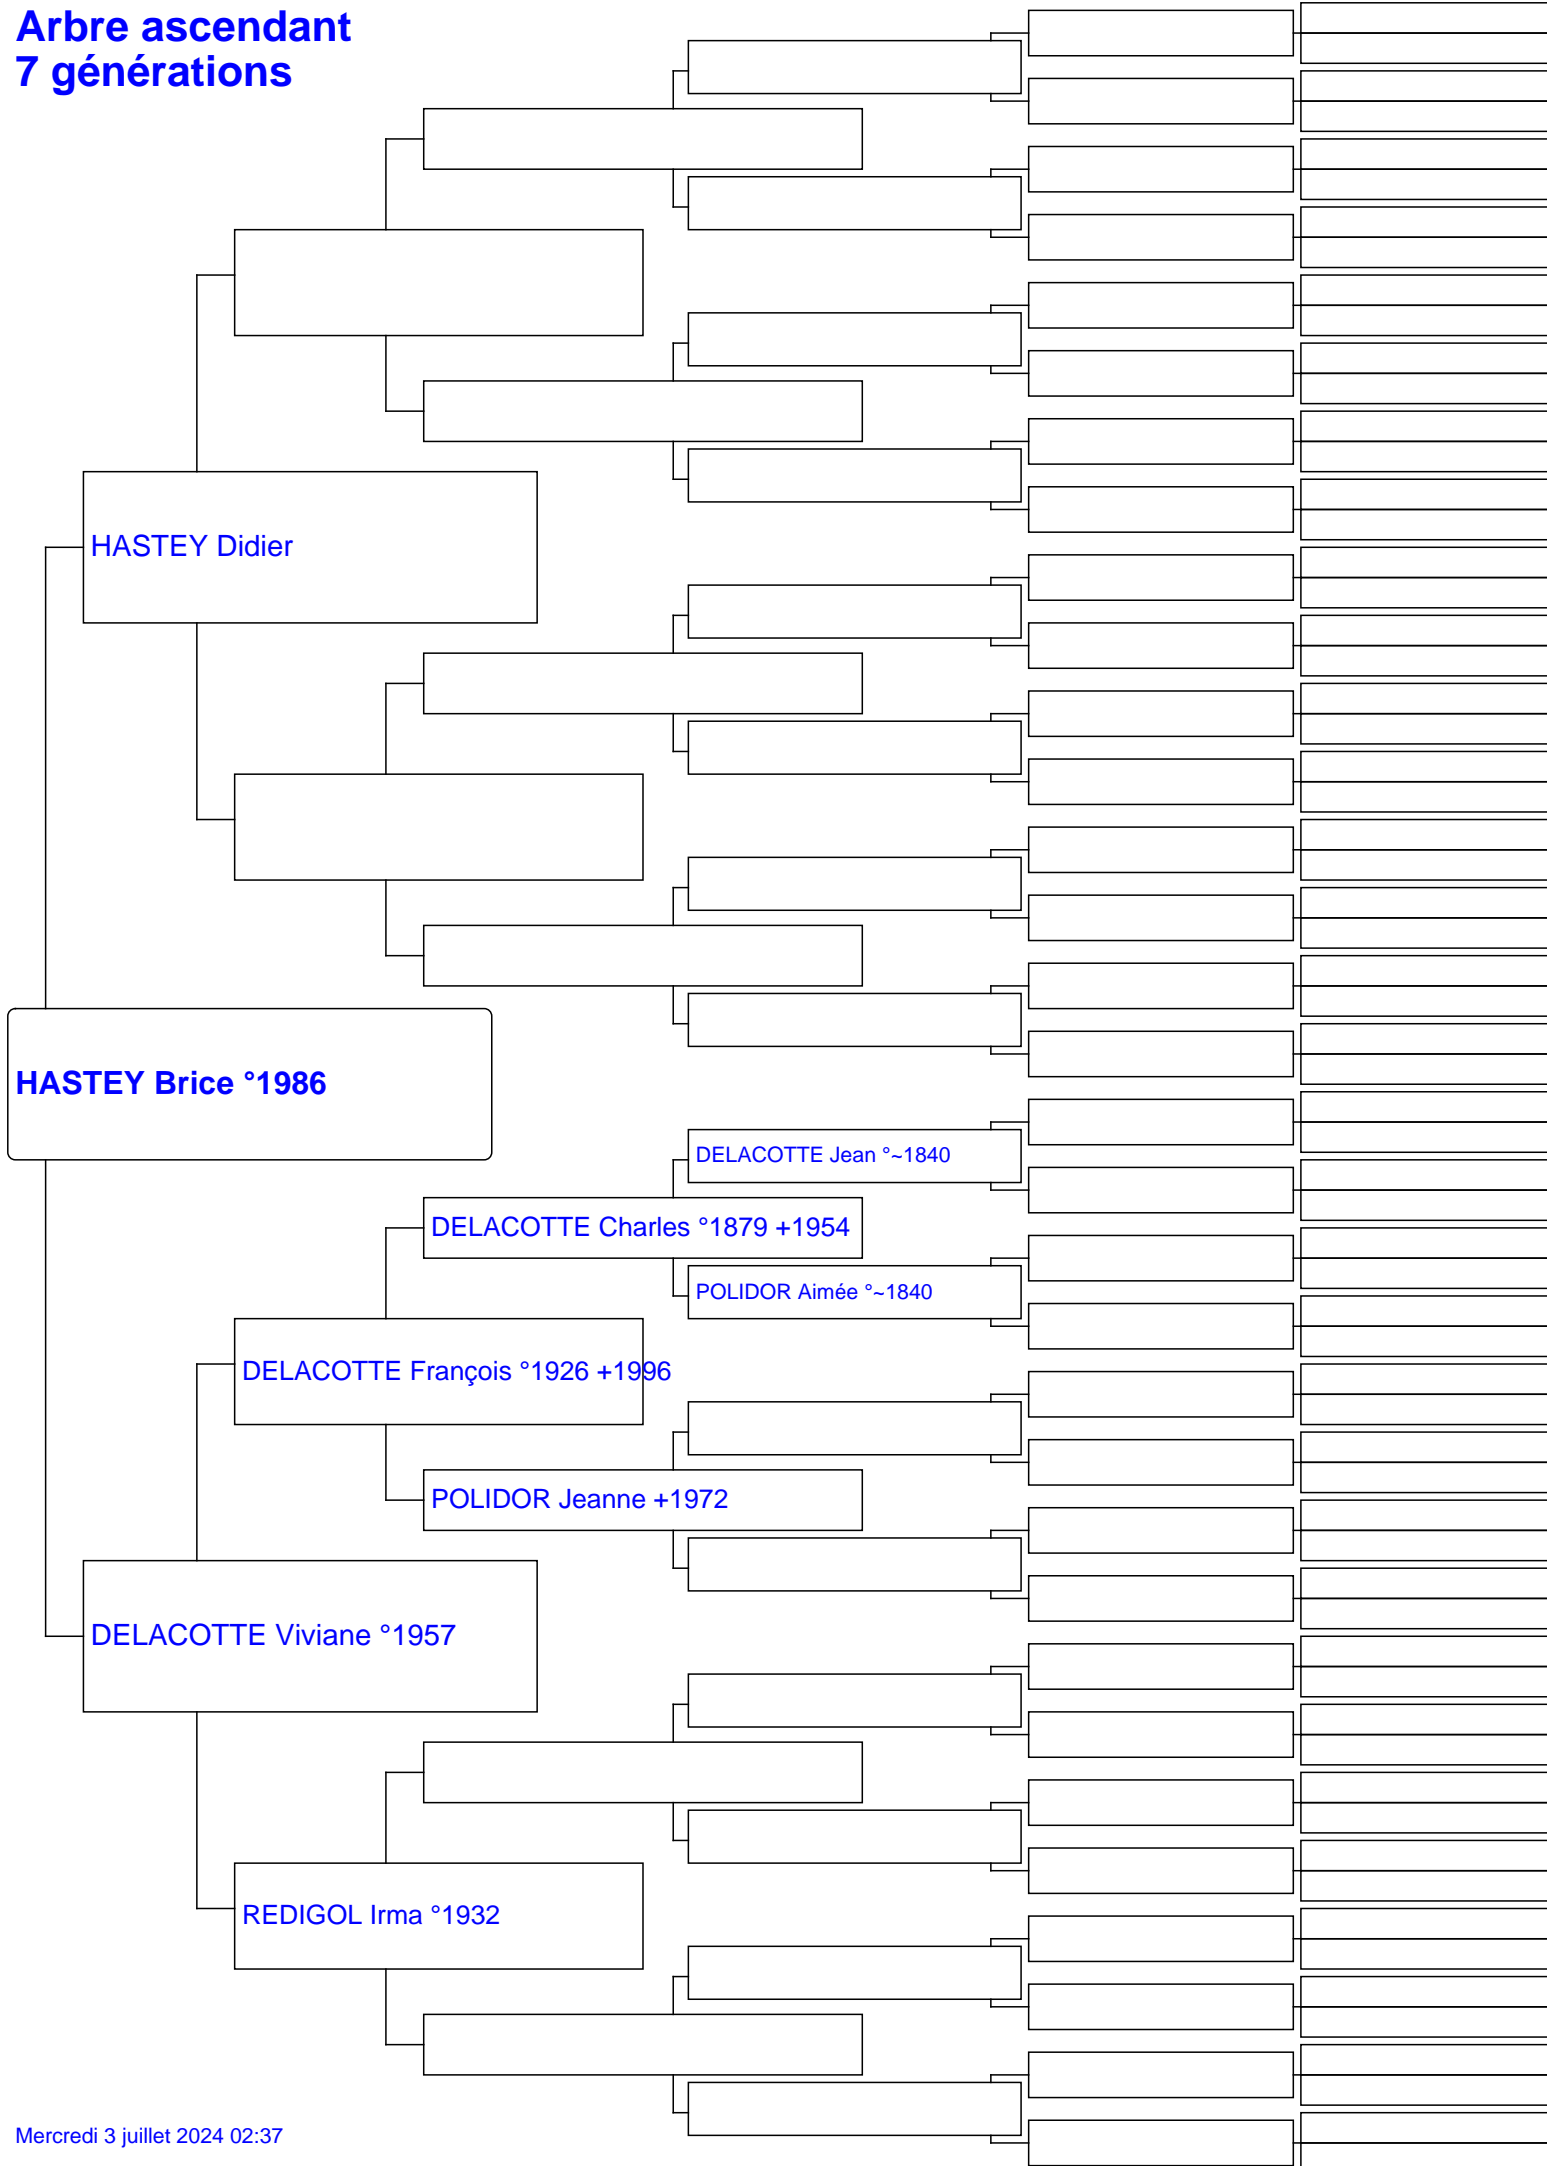 Arbre ascendant
7 générations
HASTEY Didier
HASTEY Brice °1986
DELACOTTE Jean °~1840
DELACOTTE Charles °1879 +1954
POLIDOR Aimée °~1840
DELACOTTE François °1926 +1996
POLIDOR Jeanne +1972
DELACOTTE Viviane °1957
REDIGOL Irma °1932
Mercredi 3 juillet 2024 02:37